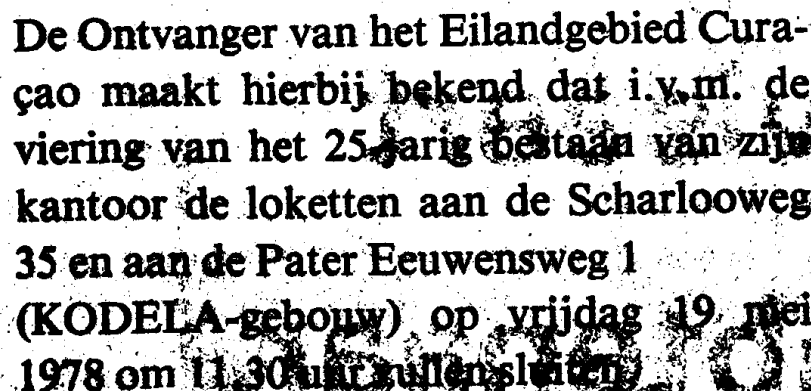 De Ontvanger van het Eilandgebied Cura-
çao maakt hierbij bekend dat i.v.m. de
viering van het 25-jarig bestaan van zijn
kantoor de loketten aan de Scharlooweg
35 en aan de Pater Eeuwensweg 1
(KODELA-gebouw) op vrijdag 19 mei
1978 om 11.30 uur zullen sluiten.